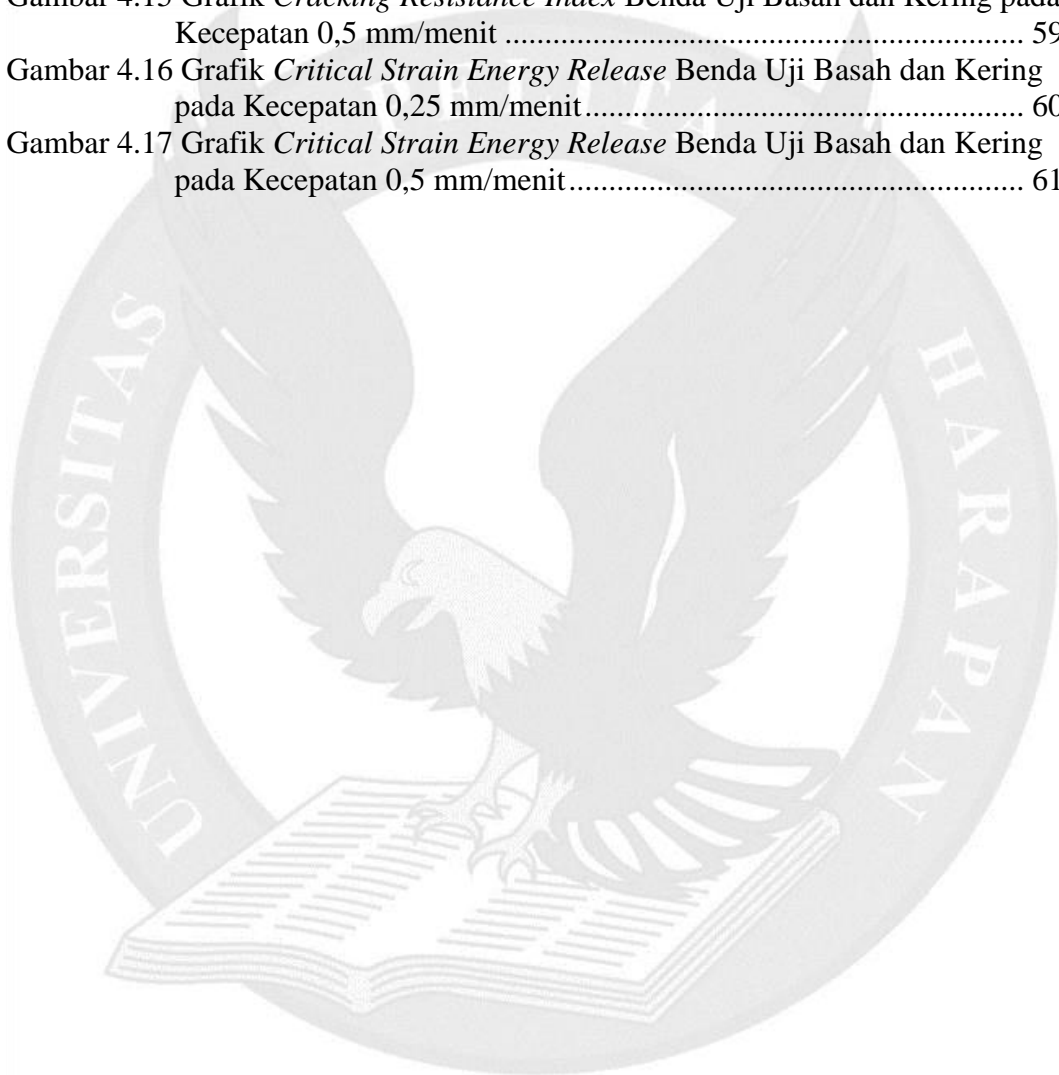 Gambar 4.15 Grafik Cracking Resistance Index Benda Uji Basah dan Kering pada
Kecepatan 0,5 mm/menit ................................................................. 59
Gambar 4.16 Grafik Critical Strain Energy Release Benda Uji Basah dan Kering
pada Kecepatan 0,25 mm/menit ....................................................... 60
Gambar 4.17 Grafik Critical Strain Energy Release Benda Uji Basah dan Kering
pada Kecepatan 0,5 mm/menit ......................................................... 61
UNIVERSITAS
PELITA
HARAPAN